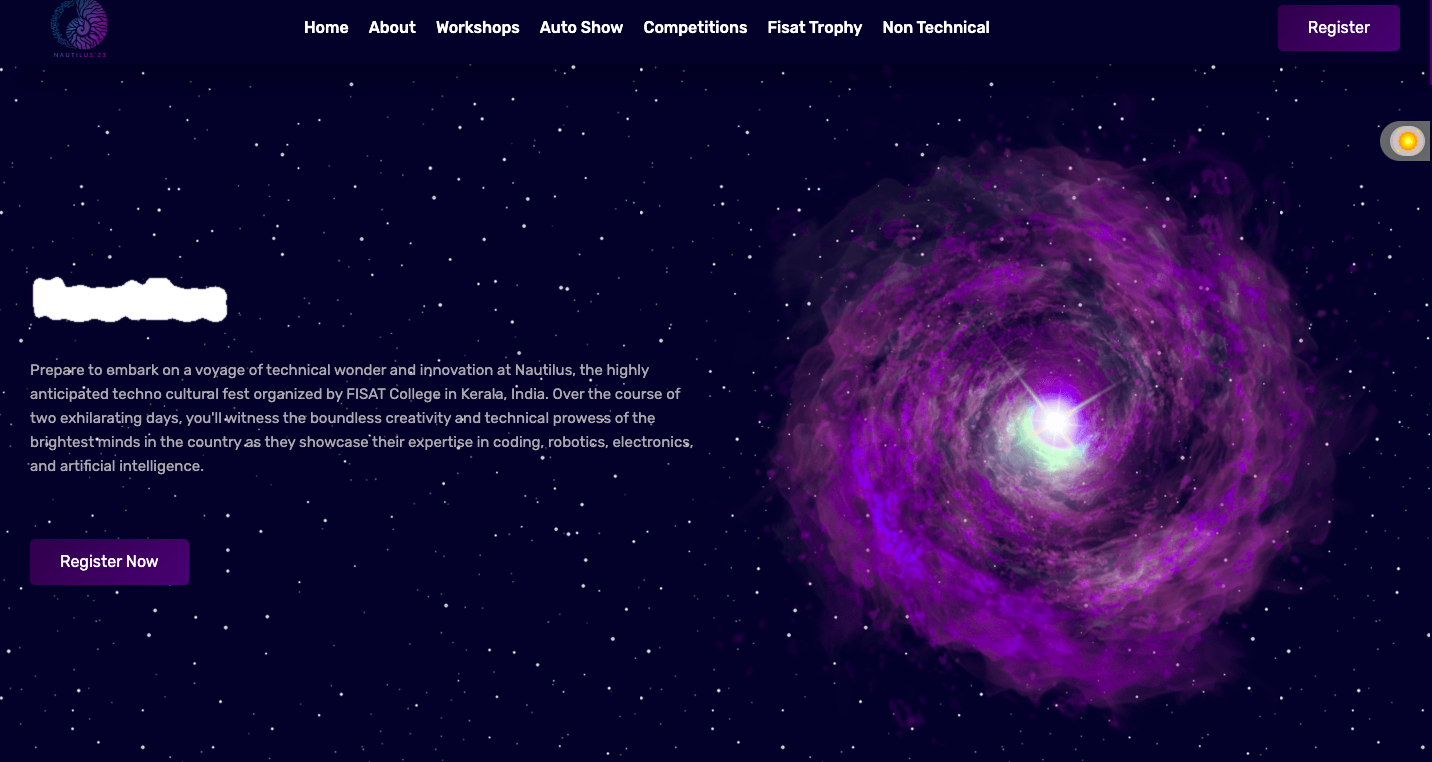 NAUTILUS'23
Home About Workshops Auto Show Competitions Fisat Trophy Non Technical
Register
Prepare to embark on a voyage of technical wonder and innovation at Nautilus, the highly
anticipated techno cultural fest organized by FISAT College in Kerala, India. Over the course of
two exhilarating days, you'll witness the boundless creativity and technical prowess of the
brightest minds in the country as they showcase their expertise in coding, robotics, electronics,
and artificial intelligence.
Register Now